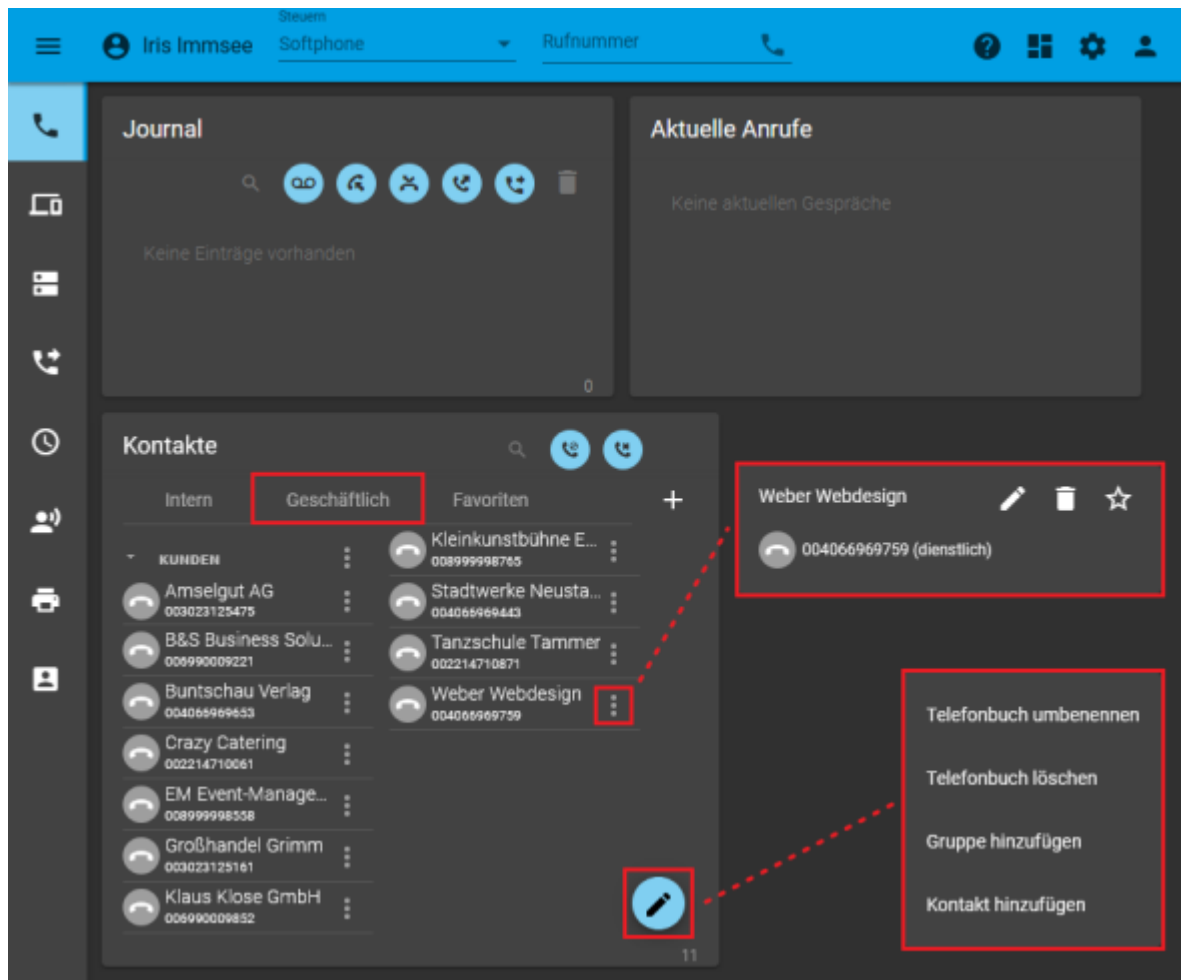 Steuern
Iris Immsee
Softphone
Rufnummer
Journal
Keine Einträge vorhanden
0
Aktuelle Anrufe
Keine aktuellen Gespräche
Kontakte
Intern
Geschäftlich
Favoriten
KUNDEN
Amselgut AG
003023125475
B&S Business Solu...
006990009221
Buntschau Verlag
004066969653
Crazy Catering
002214710061
EM Event-Manage...
008999998558
Großhandel Grimm
003023125161
Klaus Klose GmbH
006990009852
Kleinkunstbühne E...
008999998765
Stadtwerke Neusta...
004066969443
Tanzschule Tammer
002214710871
Weber Webdesign
004066969759
11
Weber Webdesign
004066969759 (dienstlich)
Telefonbuch umbenennen
Telefonbuch löschen
Gruppe hinzufügen
Kontakt hinzufügen